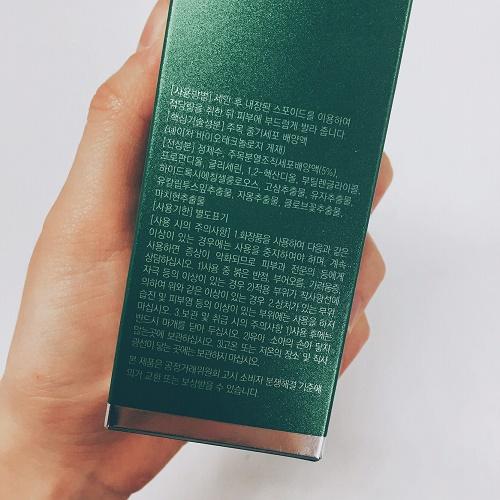 [사용방법] 세안 후 내장된 스포이드을 이용하여
적당량을 취한 뒤 피부에 부드럽게 발라 줍니다
[핵심기술성분] 주목 줄기세포 배양액
(네이처 바이오테크놀로지 게재)
[전성분] 정제수, 주목분열조직세포배양액(5%),
프로판디올, 글리세린, 1,2-헥산디올, 부틸렌글라이콜,
하이드록시에칠셀룰로오스, 고삼추출물, 유자추출물,
유칼립투스잎추출물, 자몽추출물, 클로브꽃추출물,
마치현추출물
[사용기한] 별도표기
[사용 시의 주의사항] 1.화장품을 사용하여 다음과 같은
이상이 있는 경우에는 사용을 중지하여야 하며, 계속
사용하면 증상이 악화되므로 피부과 전문의 등에게
상담하십시오. 1)사용 중 붉은 반점, 부어오름, 가려움증,
자극 등의 이상이 있는 경우 2)적용 부위가 직사광선에
의하여 위와 같은 이상이 있는 경우 2.상처가 있는 부위,
습진 및 피부염 등의 이상이 있는 부위에는 사용을 하지
마십시오. 3.보관 및 취급 시의 주의사항 1)사용 후에는
반드시 마개를 닫아 두십시오. 2)유아 소아의 손이 닿지
않는곳에 보관하십시오. 3)고온 또는 저온의 장소 및 직사
광선이 닿는 곳에는 보관하지 마십시오.
본 제품은 공정거래위원회 고시 소비자 분쟁해결 기준에
의거 교환 또는 보상받을 수 있습니다.